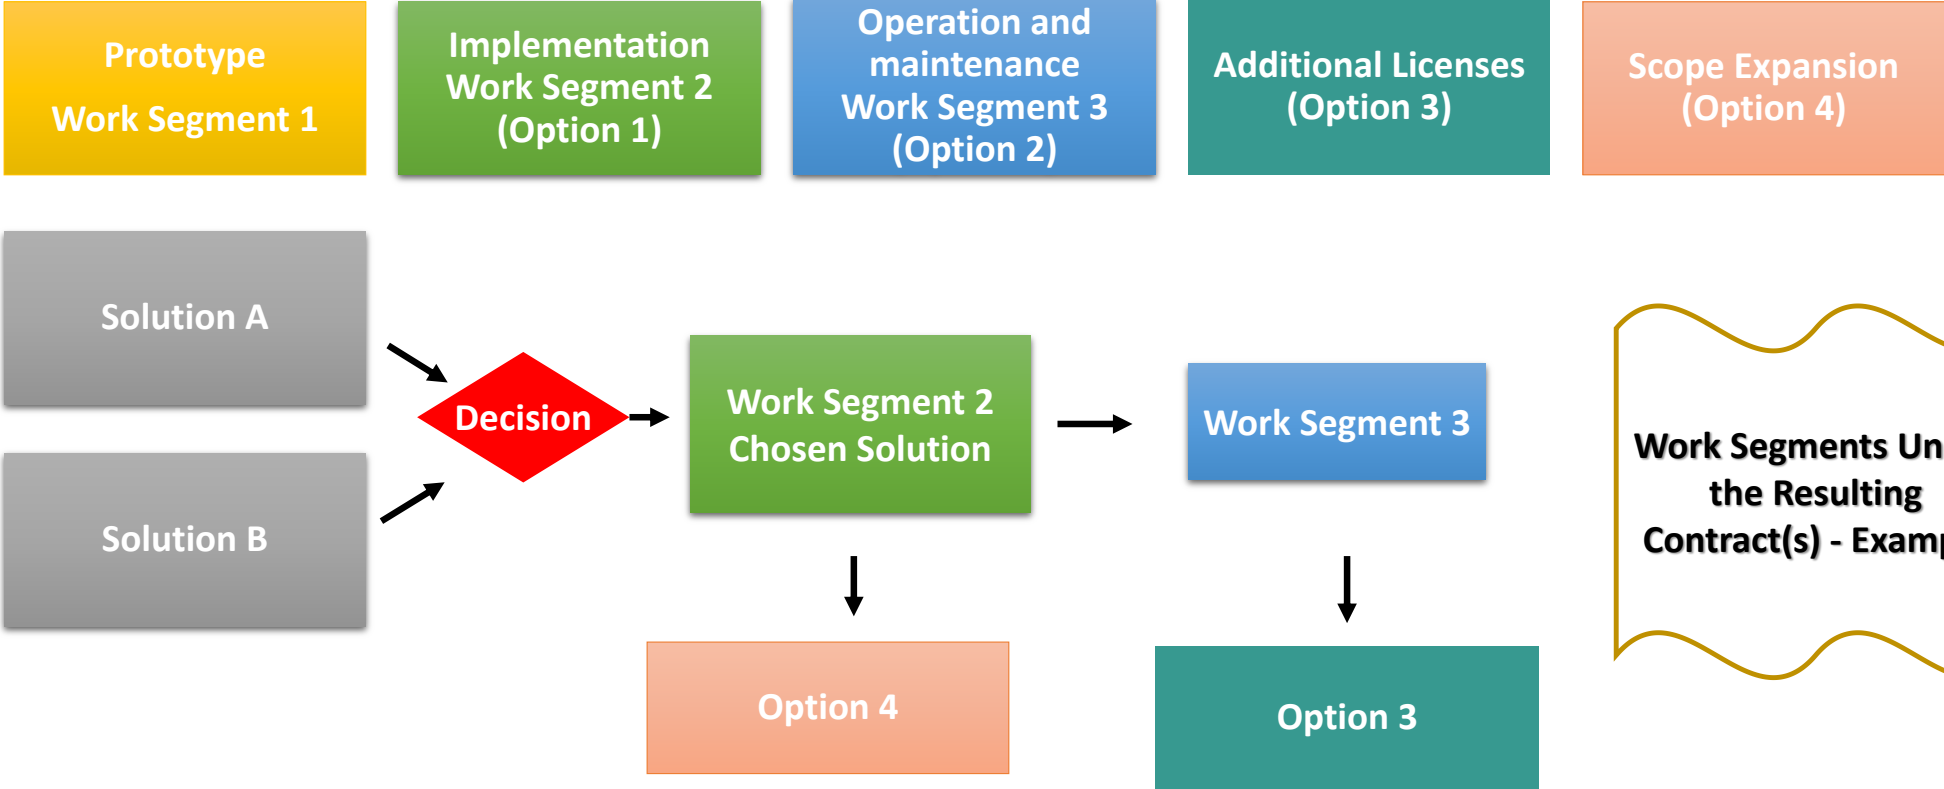 Prototype
Work Segment 1
Implementation
Work Segment 2
(Option 1)
Operation and
maintenance
Work Segment 3
(Option 2)
Additional Licenses
(Option 3)
Scope Expansion
(Option 4)
Solution A
Solution B
Decision
Work Segment 2
Chosen Solution
Work Segment 3
Option 4
Option 3
Work Segments
the Resulting
Contract(s) -